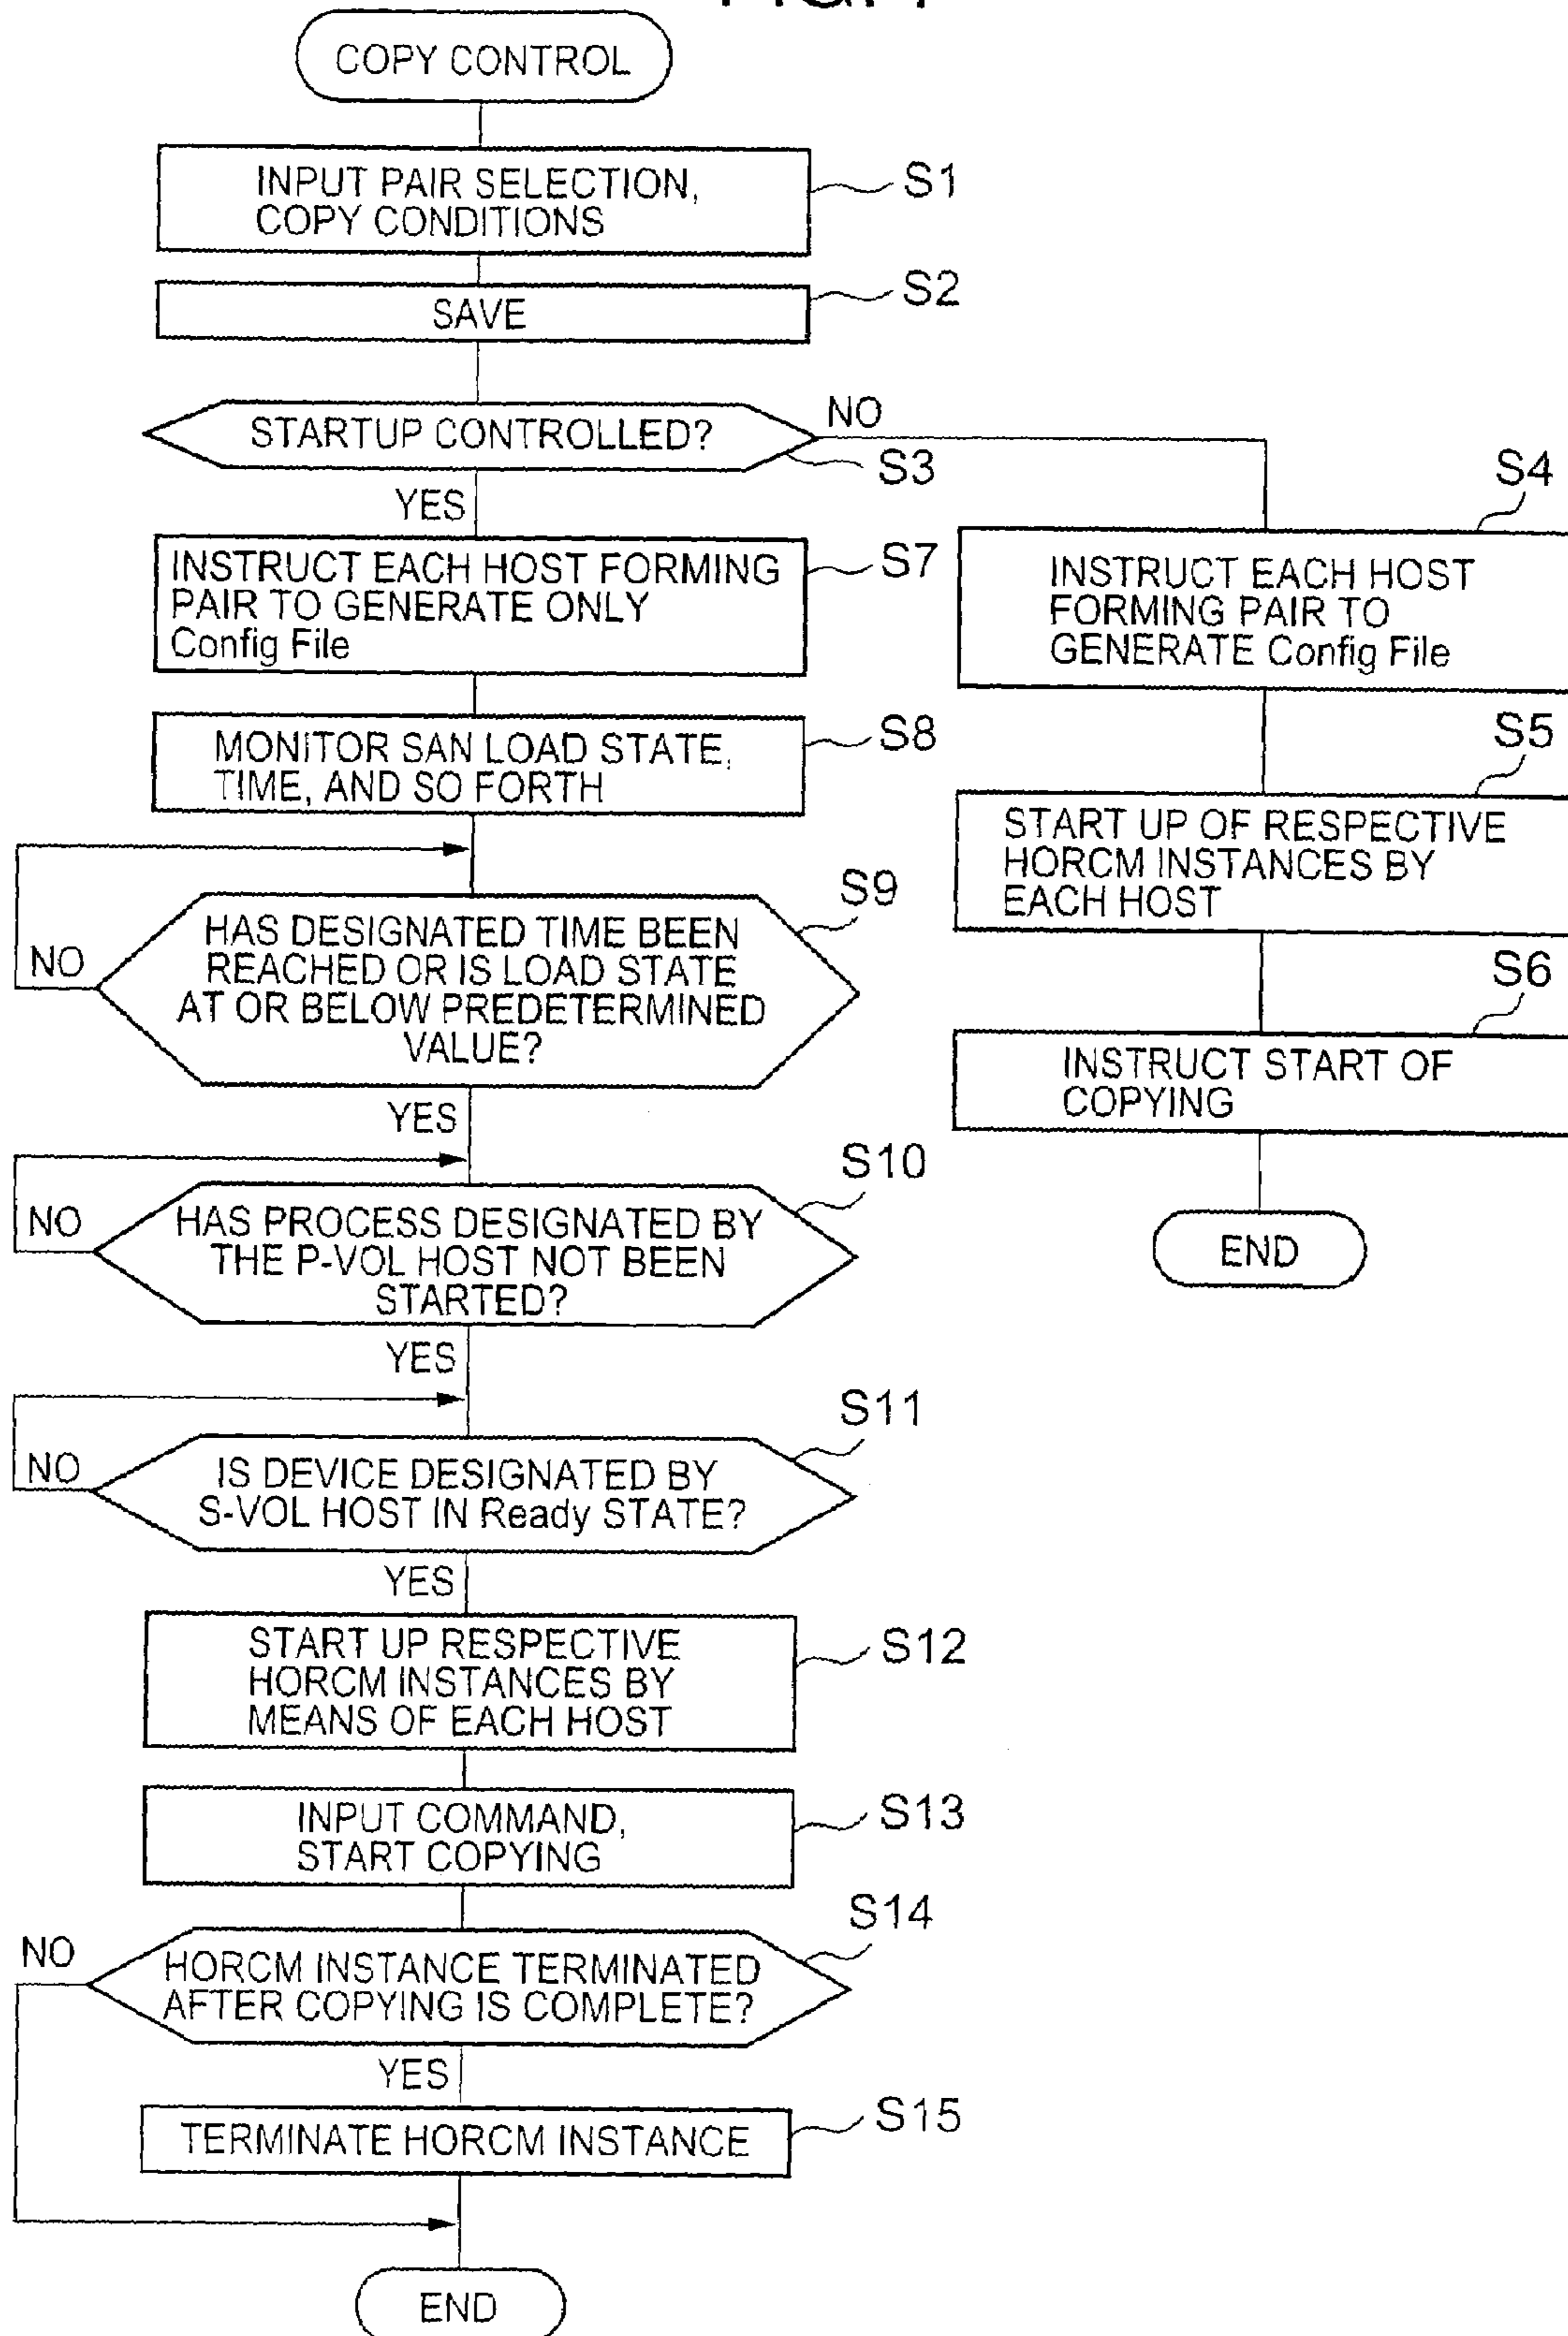 COPY CONTROL
INPUT PAIR SELECTION,
COPY CONDITIONS
S1
SAVE
S2
STARTUP CONTROLLED?
NO
S3
YES
INSTRUCT EACH HOST FORMING
PAIR TO GENERATE ONLY
Config File
S7
MONITOR SAN LOAD STATE,
TIME, AND SO FORTH
S8
HAS DESIGNATED TIME BEEN
REACHED OR IS LOAD STATE
AT OR BELOW PREDETERMINED
VALUE?
S9
NO
YES
HAS PROCESS DESIGNATED BY
THE P-VOL HOST NOT BEEN
STARTED?
S10
NO
YES
IS DEVICE DESIGNATED BY
S-VOL HOST IN Ready STATE?
S11
NO
YES
START UP RESPECTIVE
HORCM INSTANCES BY
MEANS OF EACH HOST
S12
INPUT COMMAND,
START COPYING
S13
HORCM INSTANCE TERMINATED
AFTER COPYING IS COMPLETE?
S14
NO
YES
TERMINATE HORCM INSTANCE
S15
END
S4
INSTRUCT EACH HOST
FORMING PAIR TO
GENERATE Config File
S5
START UP OF RESPECTIVE
HORCM INSTANCES BY
EACH HOST
S6
INSTRUCT START OF
COPYING
END